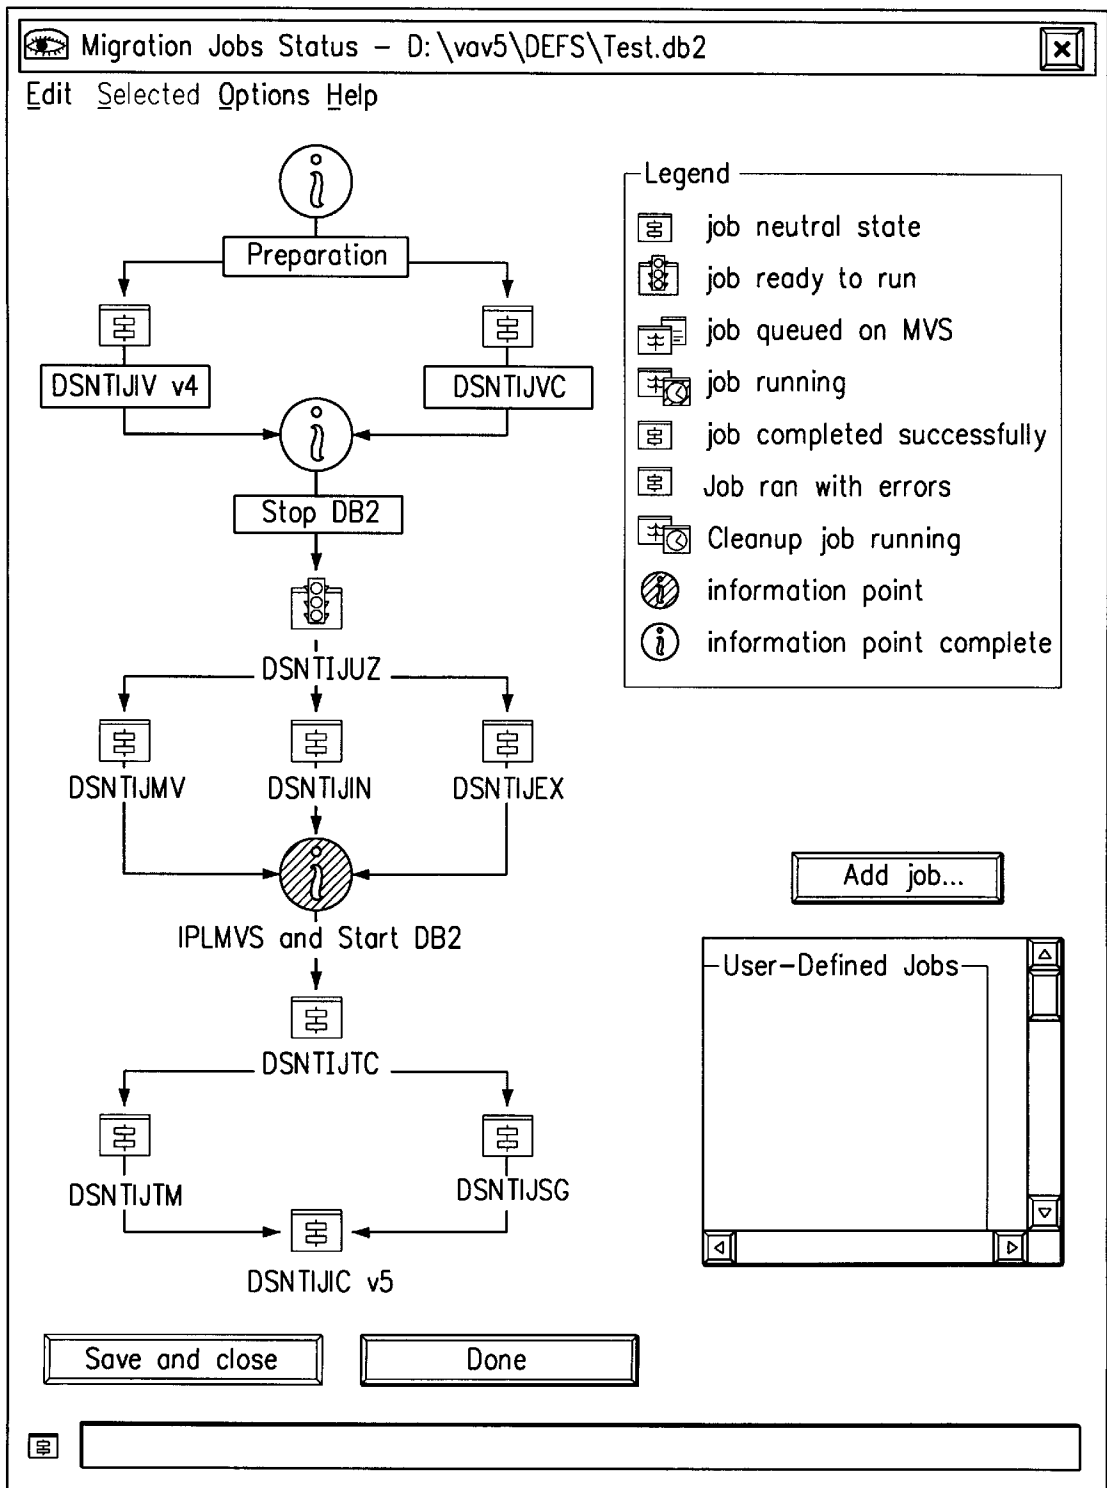 Migration Jobs Status – D:\vav5\DEFS\Test.db2
Edit Selected Options Help
Preparation
DSNTIJIV v4
DSNTIJVC
Stop DB2
DSNTIJUZ
DSNTIJMV
DSNTIJIN
DSNTIJEX
IPLMVS and Start DB2
DSNTIJTC
DSNTIJTM
DSNTIJSG
DSNTIJIC v5
Legend
job neutral state
job ready to run
job queued on MVS
job running
job completed successfully
Job ran with errors
Cleanup job running
information point
information point complete
Add job...
User-Defined Jobs
Save and close
Done